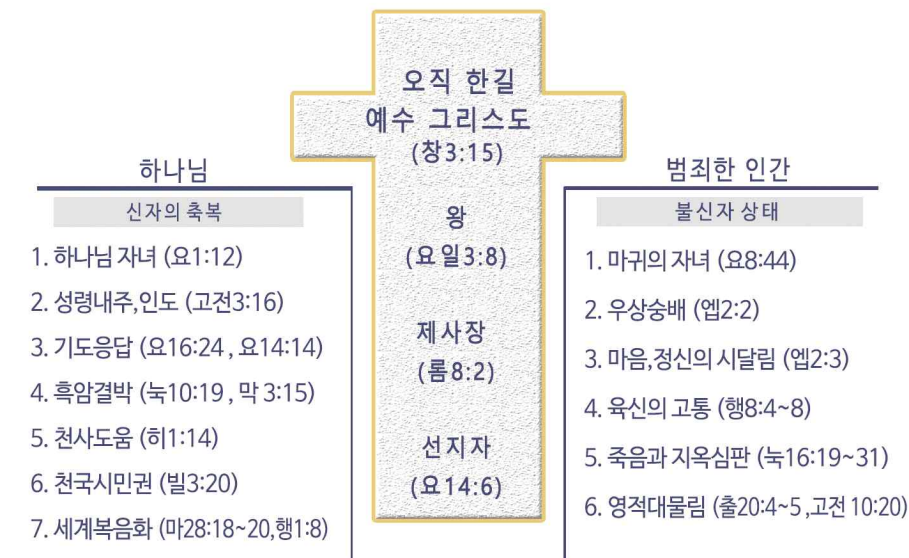 오직 한길
예수 그리스도
(창3:15)
왕
(요일3:8)
제사장
(롬8:2)
선지자
(요14:6)
하나님
신자의 축복
1. 하나님 자녀 (요1:12)
2. 성령내주,인도 (고전3:16)
3. 기도응답 (요16:24 , 요14:14)
4. 흑암결박 (눅10:19 , 막 3:15)
5. 천사도움 (히1:14)
6. 천국시민권 (빌3:20)
7. 세계복음화 (마28:18~20,행1:8)
범죄한 인간
불신자 상태
1. 마귀의 자녀 (요8:44)
2. 우상숭배 (엡2:2)
3. 마음,정신의 시달림 (엡2:3)
4. 육신의 고통 (행8:4~8)
5. 죽음과 지옥심판 (눅16:19~31)
6. 영적대물림 (출20:4~5 ,고전 10:20)